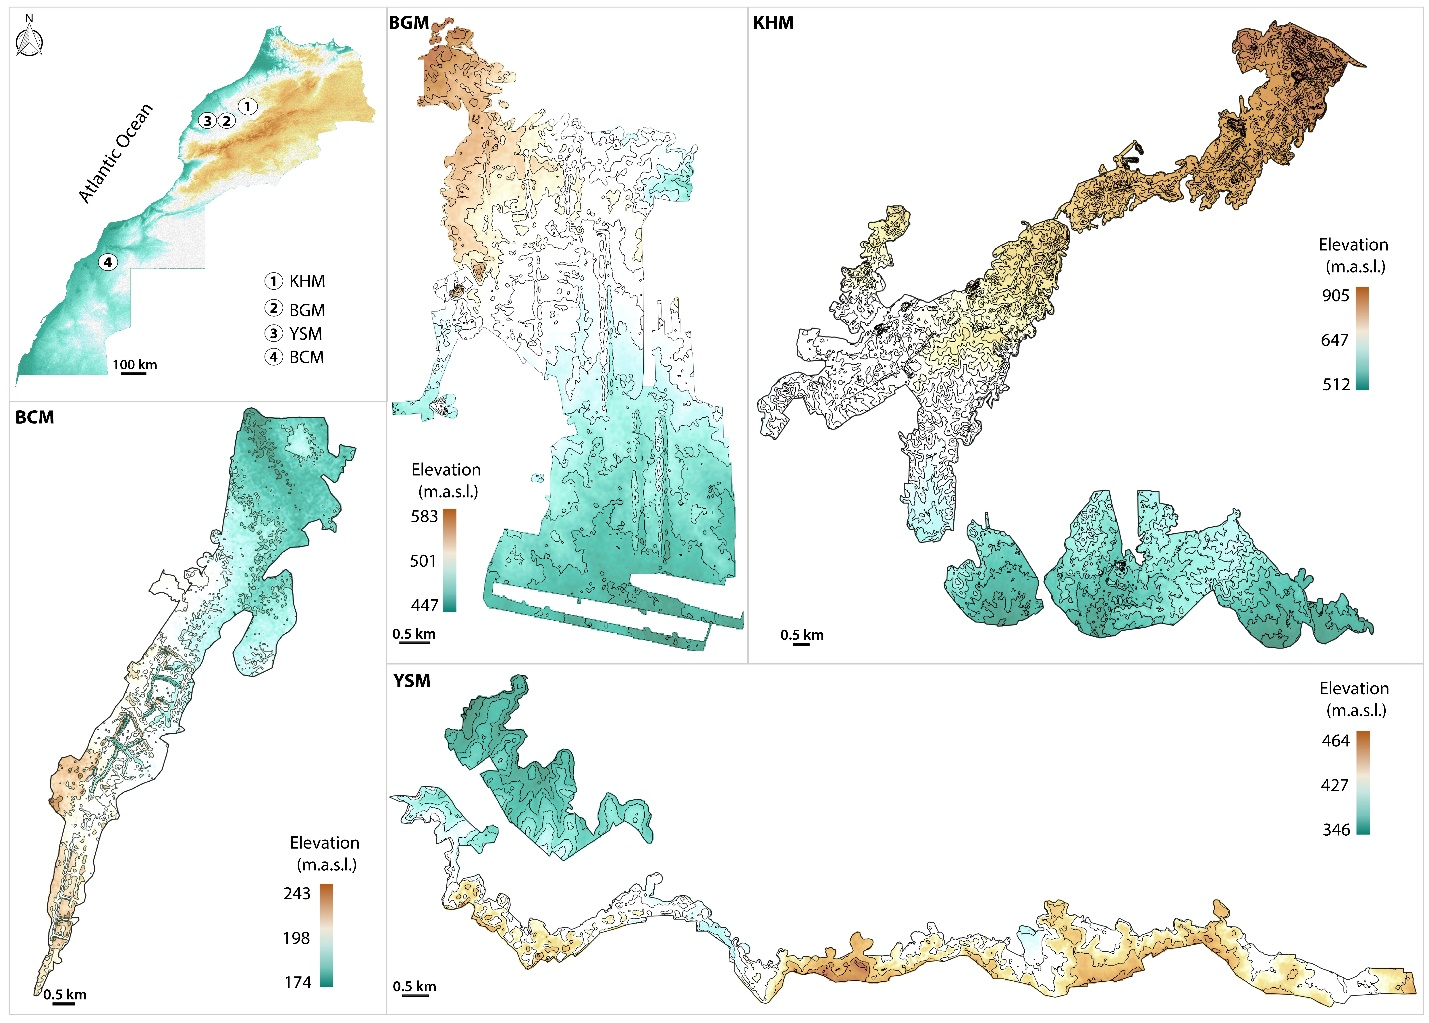 N
Atlantic Ocean
1
2
3
4
1 KHM
2 BGM
3 YSM
4 BCM
100 km
BGM
Elevation
(m.a.s.l.)
583
501
447
0.5 km
KHM
Elevation
(m.a.s.l.)
905
647
512
0.5 km
BCM
Elevation
(m.a.s.l.)
243
198
174
0.5 km
YSM
Elevation
(m.a.s.l.)
464
427
346
0.5 km